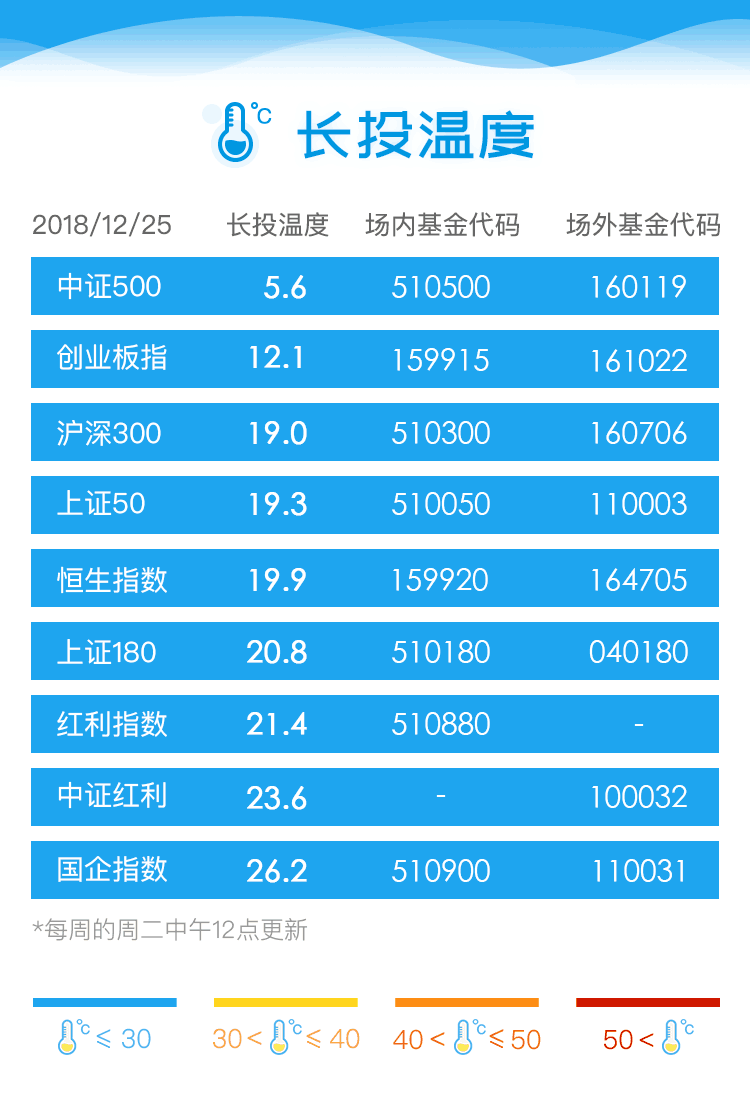 °C 长投温度
2018/12/25 长投温度 场内基金代码 场外基金代码
中证500 5.6 510500 160119
创业板指 12.1 159915 161022
沪深300 19.0 510300 160706
上证50 19.3 510050 110003
恒生指数 19.9 159920 164705
上证180 20.8 510180 040180
红利指数 21.4 510880 -
中证红利 23.6 - 100032
国企指数 26.2 510900 110031
*每周的周二中午12点更新
°C ≤ 30 30 < °C ≤ 40 40 < °C ≤ 50 50 < °C